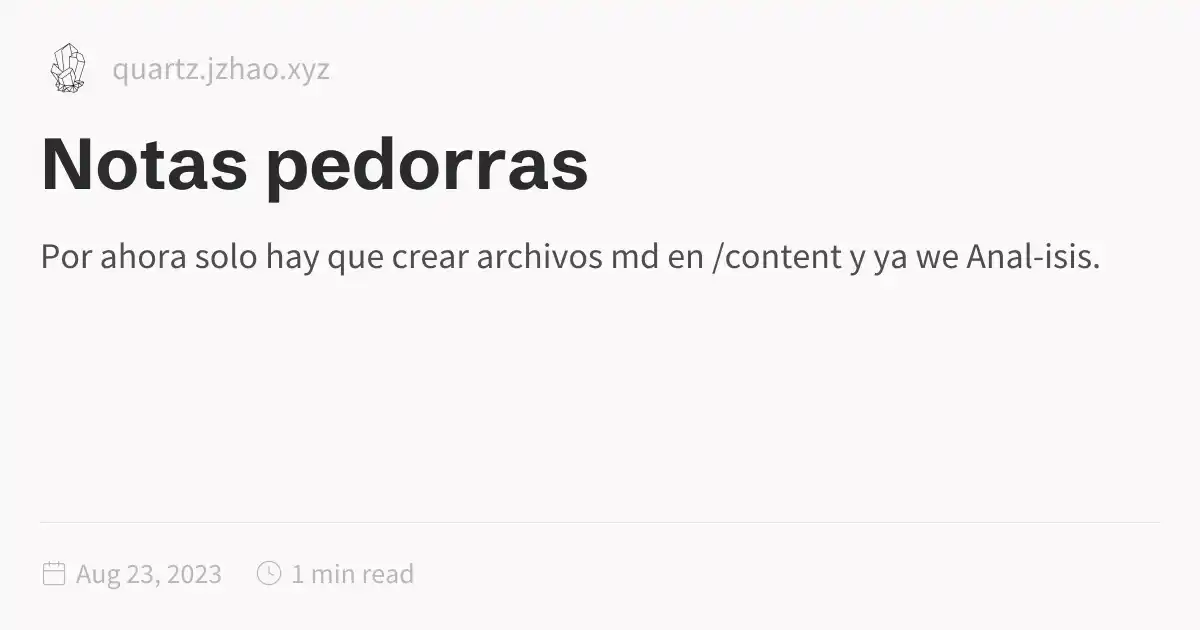 quartz.jzhao.xyz
Notas pedorras
Por ahora solo hay que crear archivos md en /content y ya we Anal-isis.
Aug 23, 2023 1 min read